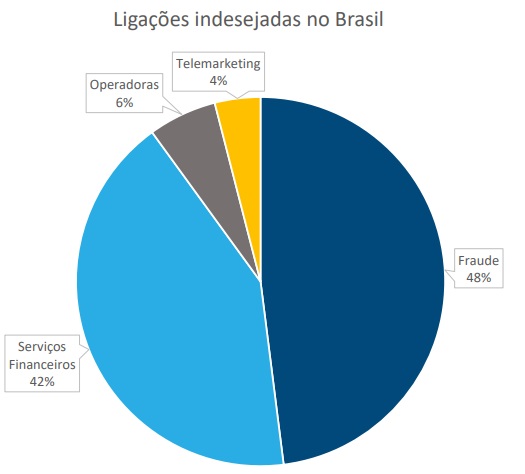 Ligações indesejadas no Brasil
Telemarketing
4%
Operadoras
6%
Fraude
48%
Serviços
Financeiros
42%